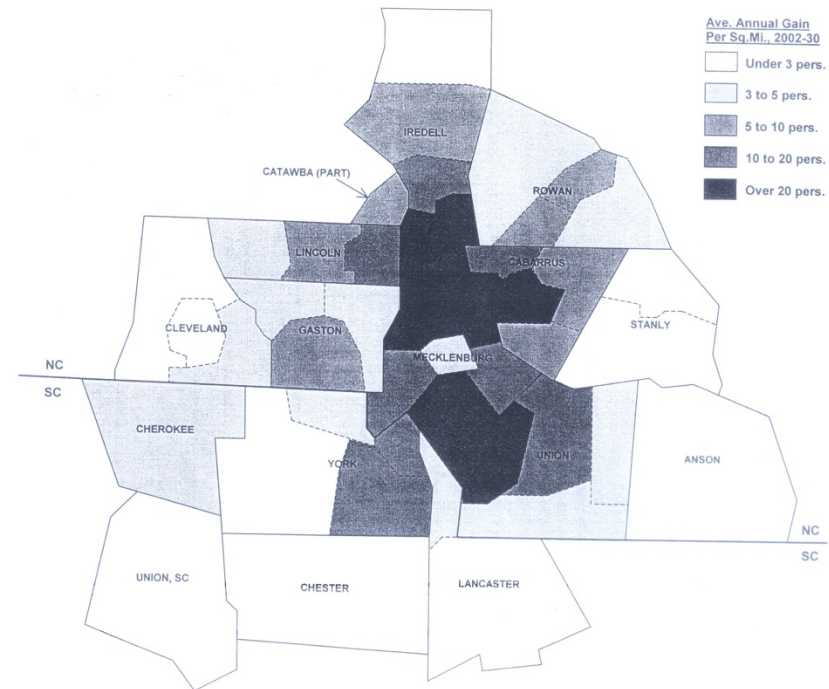 Ave. Annual Gain
Per Sq.Mi., 2002-30
Under 3 pers.
3 to 5 pers.
5 to 10 pers.
10 to 20 pers.
Over 20 pers.
IREDELL
CATAWBA (PART)
ROWAN
LINCOLN
CABARRUS
CLEVELAND
GASTON
STANLY
MECKLENBURG
NC
SC
CHEROKEE
YORK
UNION
ANSON
NC
SC
UNION, SC
CHESTER
LANCASTER